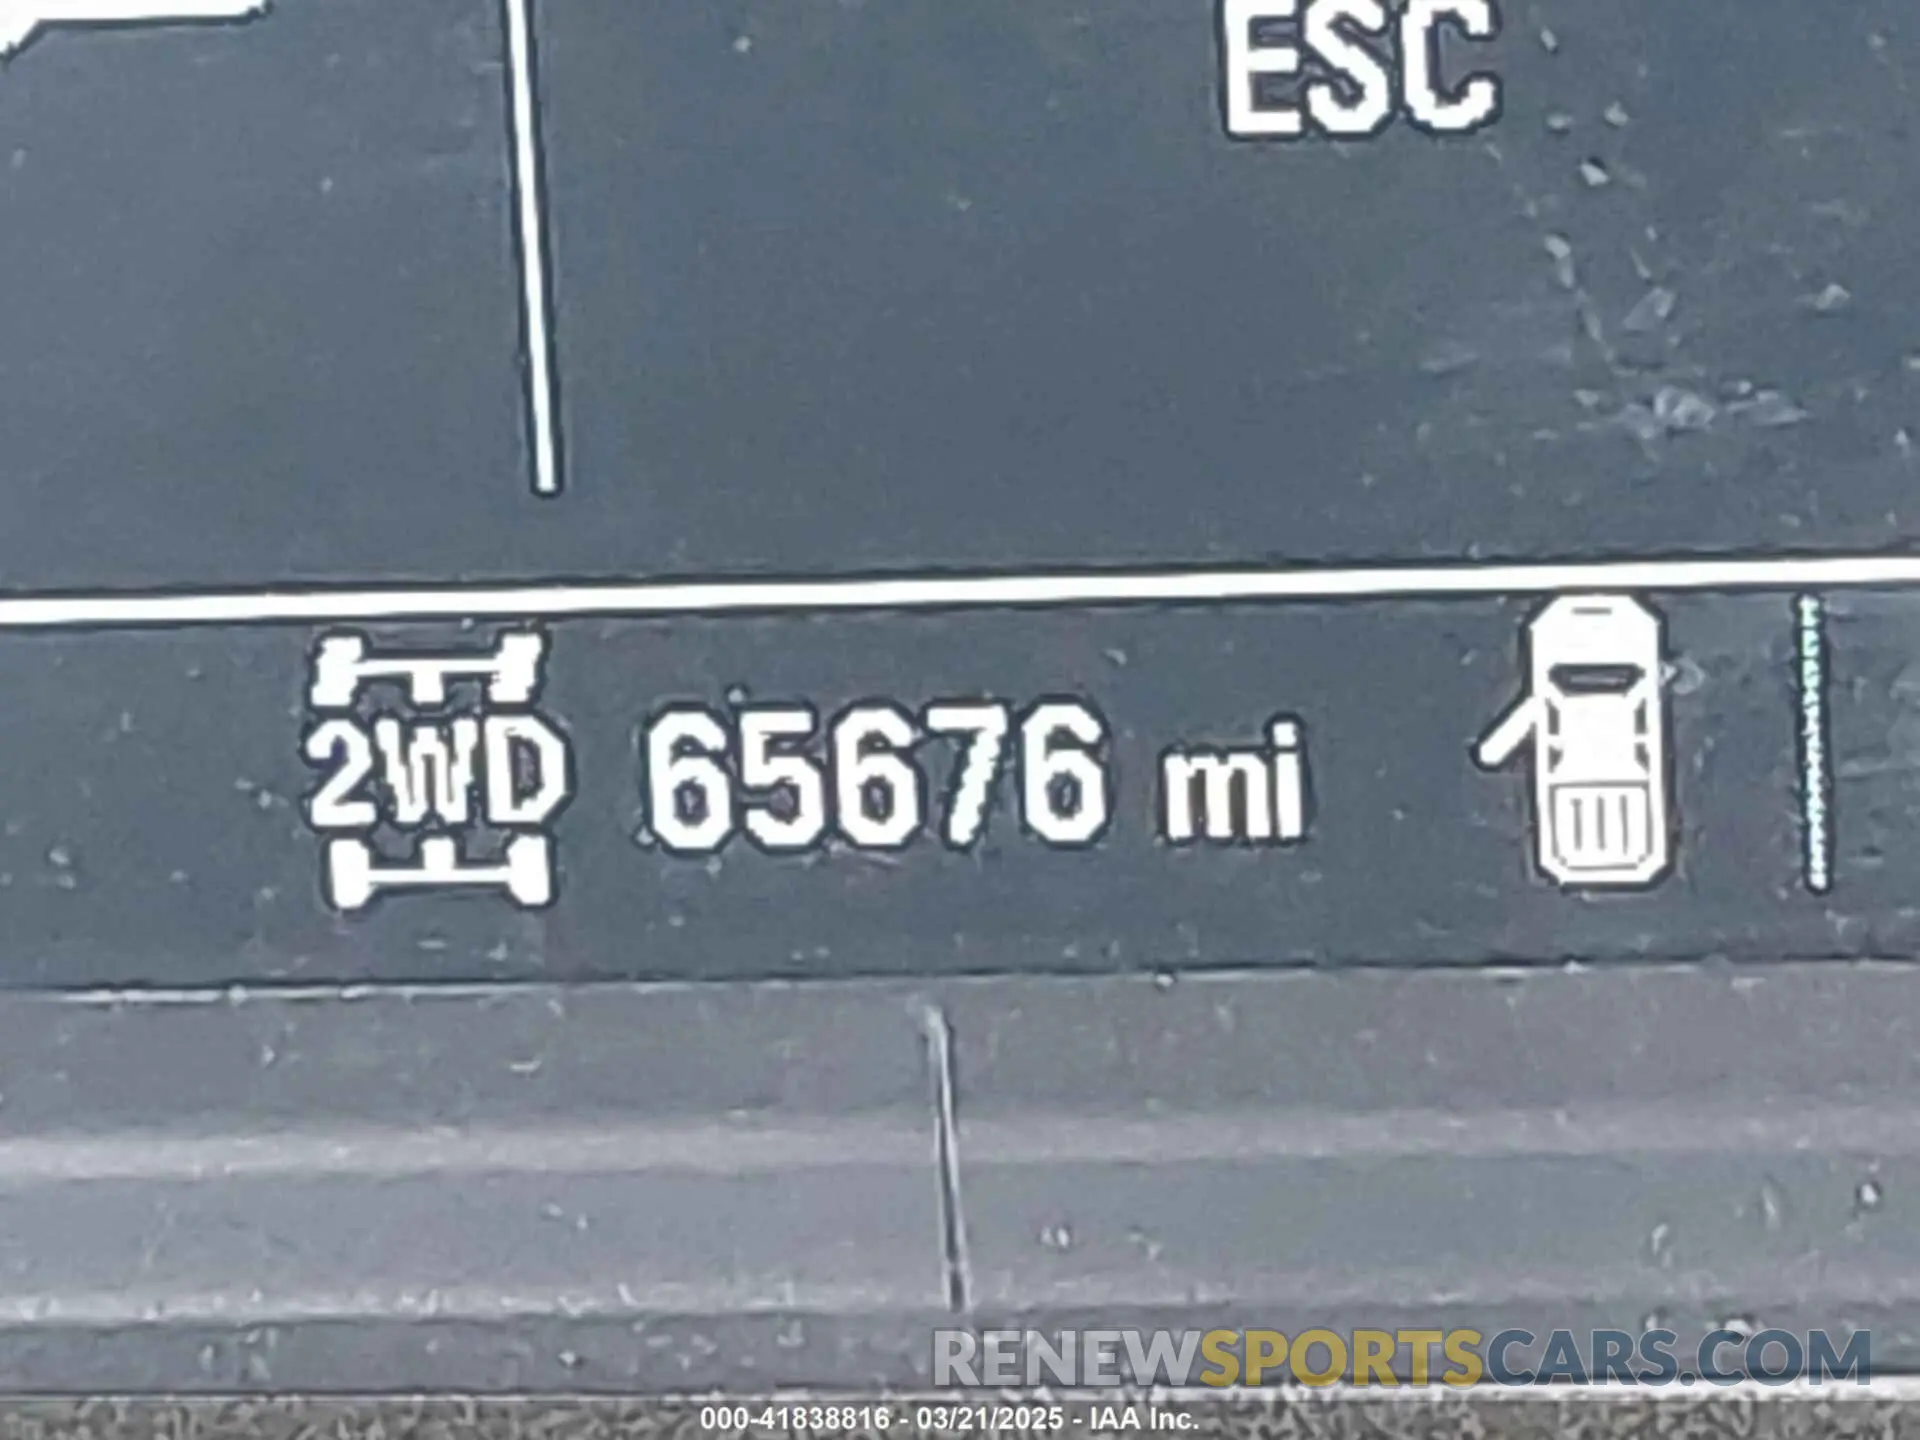 ESC
2WD 65676 mi
RENEWSPORTSCARS.COM
000-41838816 - 03/21/2025 - IAA Inc.